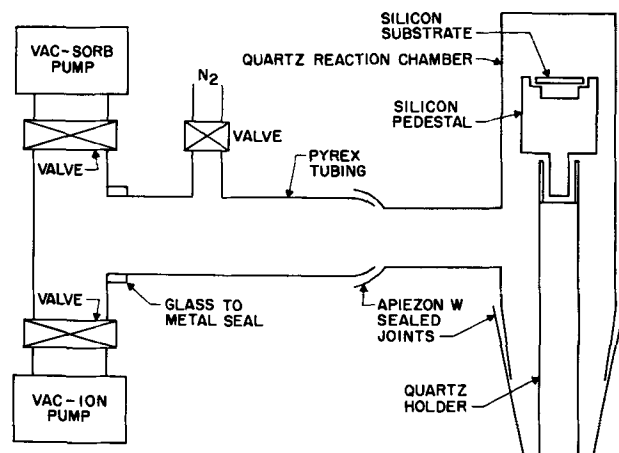 VAC-SORB
PUMP
N2
VALVE
VALVE
PYREX
TUBING
QUARTZ REACTION CHAMBER
SILICON
SUBSTRATE
SILICON
PEDESTAL
VALVE
GLASS TO
METAL SEAL
APIEZON W
SEALED
JOINTS
QUARTZ
HOLDER
VAC-ION
PUMP